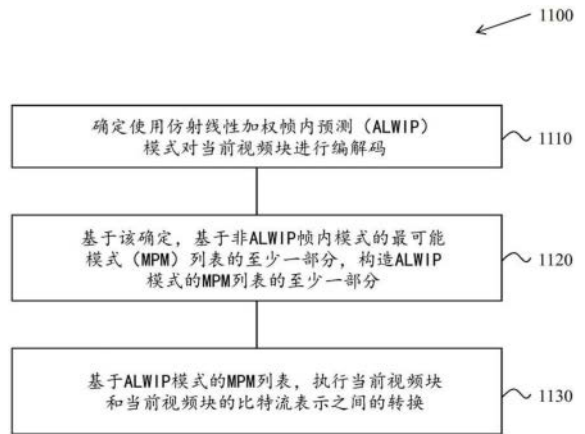 1100
确定使用仿射线性加权帧内预测（ALWIP）
模式对当前视频块进行编解码
1110
基于该确定，基于非ALWIP帧内模式的最可能
模式（MPM）列表的至少一部分，构造ALWIP
模式的MPM列表的至少一部分
1120
基于ALWIP模式的MPM列表，执行当前视频块
和当前视频块的比特流表示之间的转换
1130